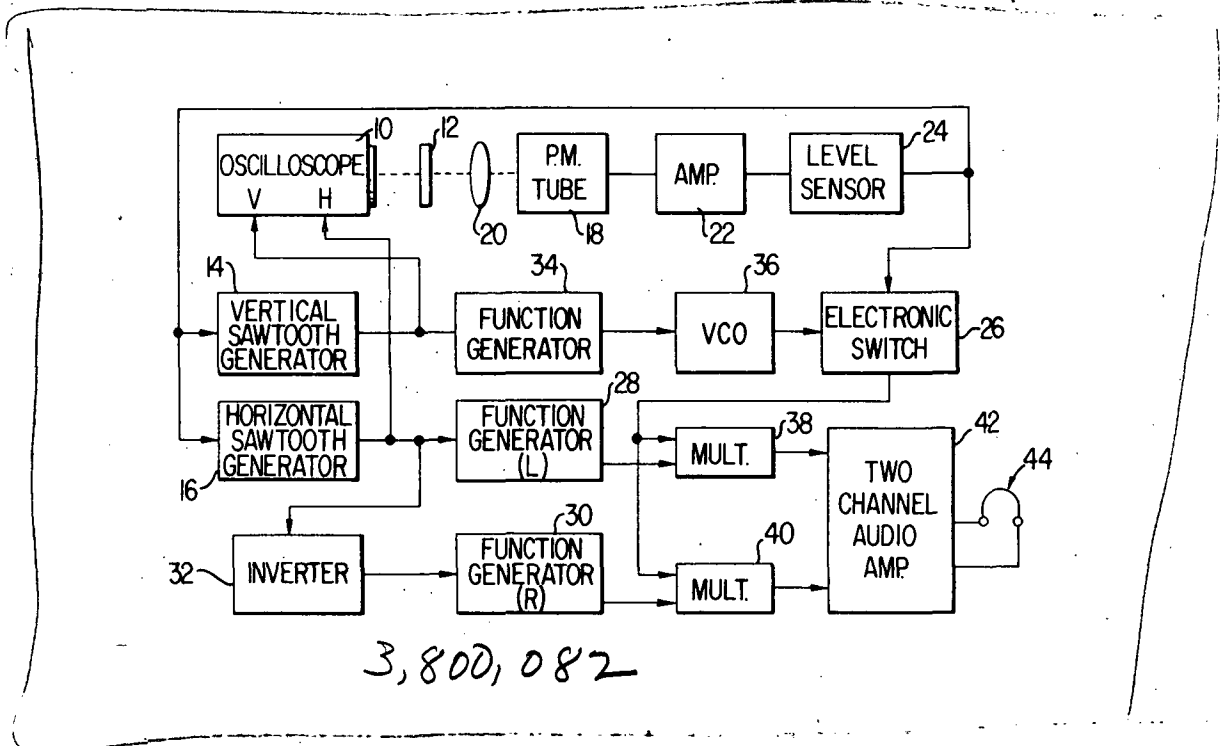 10
12
24
OSCILLOSCOPE
V H
P.M.
TUBE
AMP.
LEVEL
SENSOR
20
18
22
14
34
36
VERTICAL
SAWTOOTH
GENERATOR
FUNCTION
GENERATOR
VCO
ELECTRONIC
SWITCH
26
28
HORIZONTAL
SAWTOOTH
GENERATOR
16
FUNCTION
GENERATOR
(L)
38
MULT.
42
TWO
CHANNEL
AUDIO
AMP.
44
30
32
INVERTER
FUNCTION
GENERATOR
(R)
40
MULT.
3,800,082